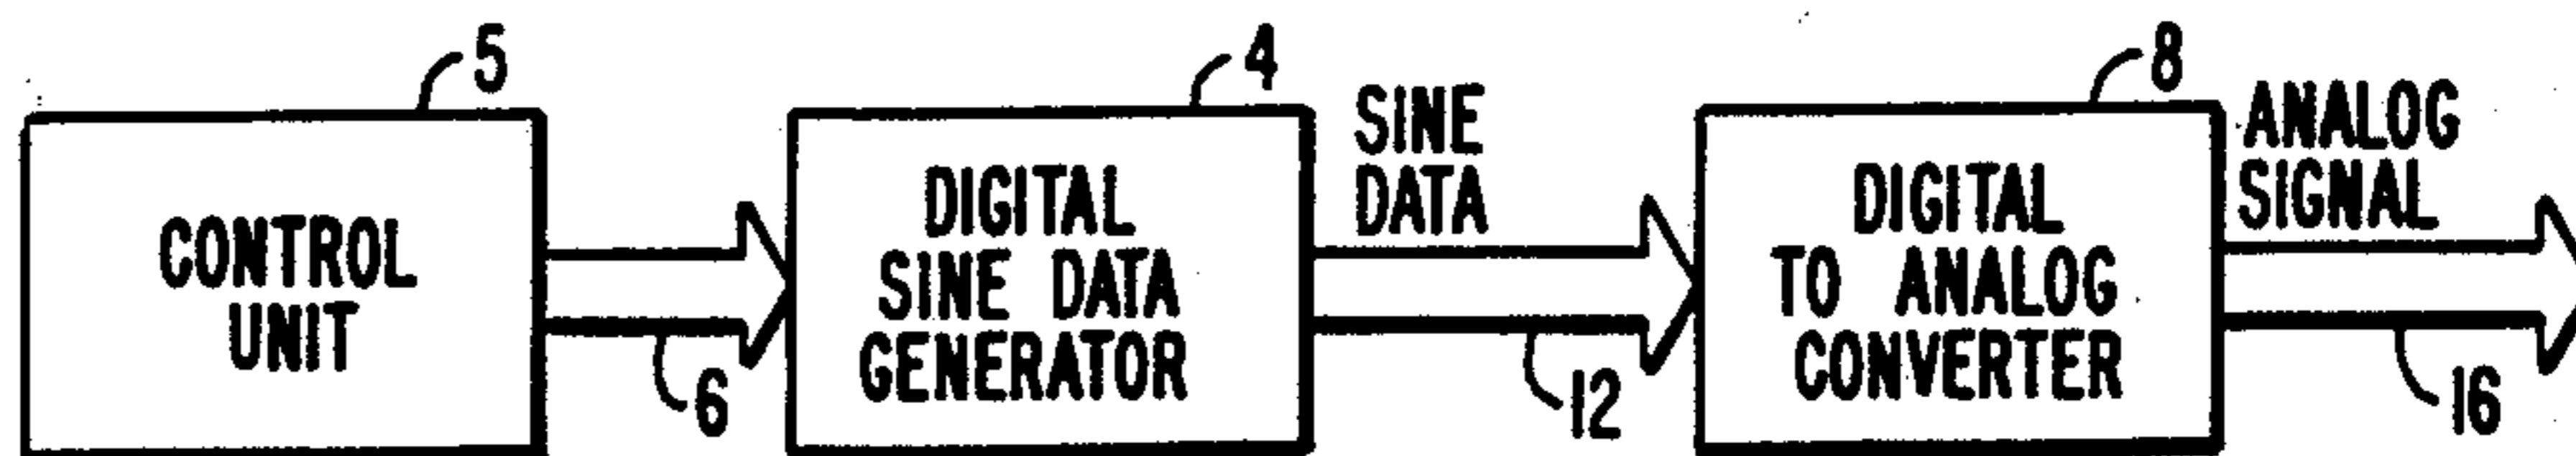 5
4
8
CONTROL
UNIT
6
DIGITAL
SINE DATA
GENERATOR
SINE
DATA
12
DIGITAL
TO ANALOG
CONVERTER
ANALOG
SIGNAL
16